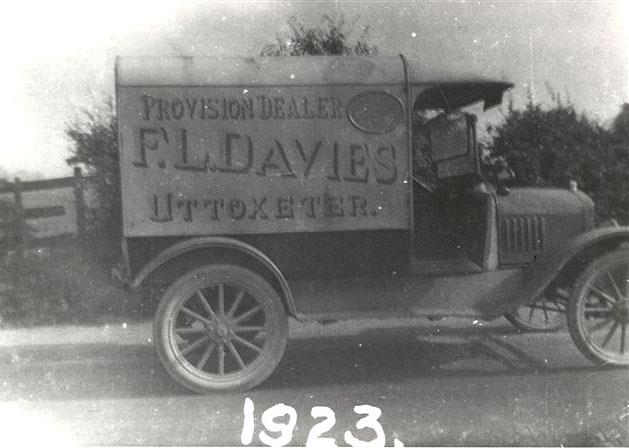 PROVISION DEALER
F.L.DAVIES
UTTOXETER.
1923.